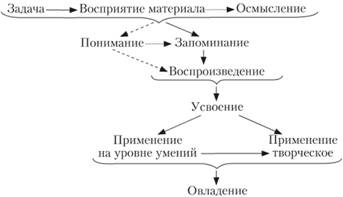 Задача Восприятие материала Осмысление
Понимание Запоминание
Воспроизведение
Усвоение
Применение Применение
на уровне умений творческое
Овладение